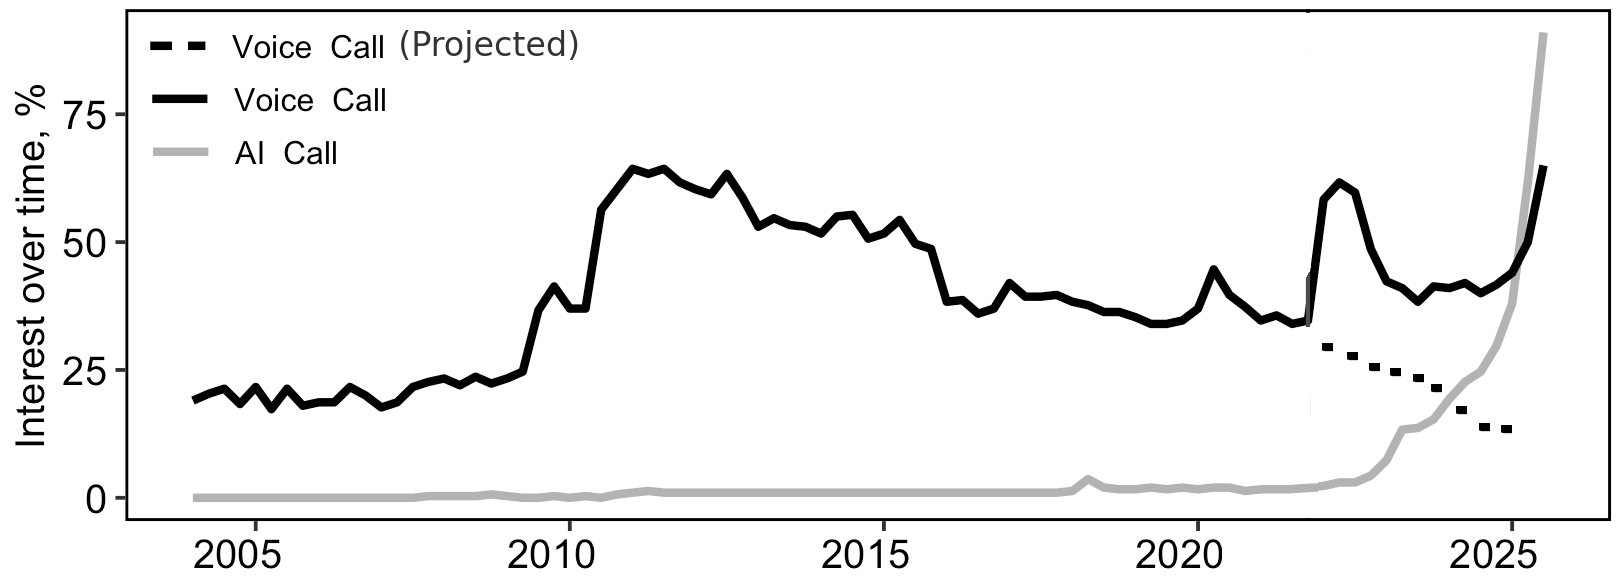 Voice Call (Projected)
Voice Call
AI Call
Interest over time, %
75
50
25
0
2005 2010 2015 2020 2025